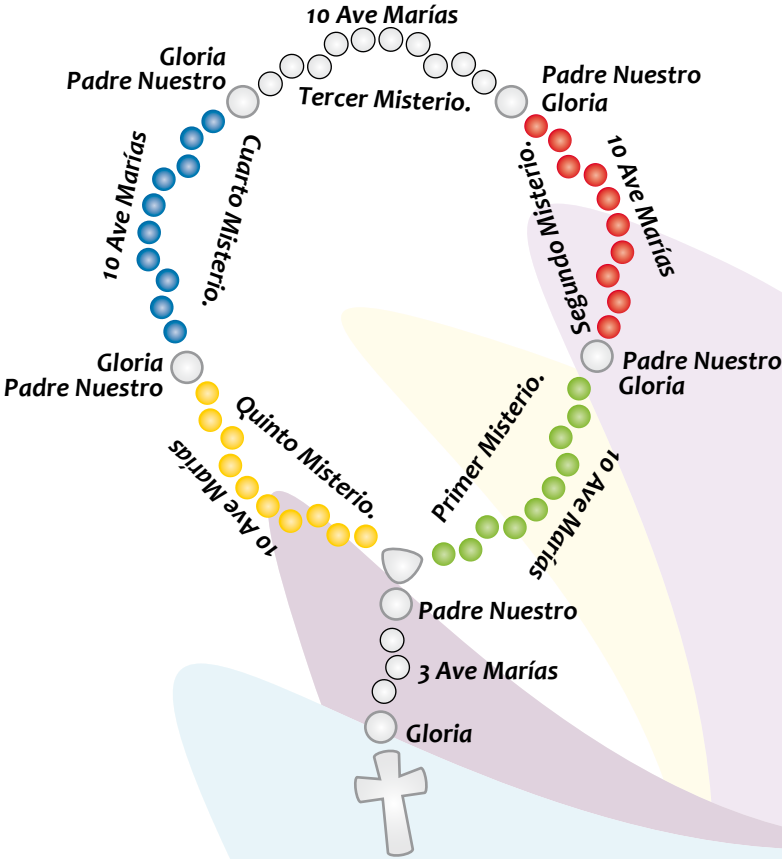 10 Ave Marías
Gloria
Padre Nuestro
Padre Nuestro
Gloria
Tercer Misterio.
10 Ave Marías
Cuarto Misterio.
Segundo Misterio.
10 Ave Marías
Gloria
Padre Nuestro
Padre Nuestro
Gloria
Quinto Misterio.
10 Ave Marías
Primer Misterio.
10 Ave Marías
Padre Nuestro
3 Ave Marías
Gloria